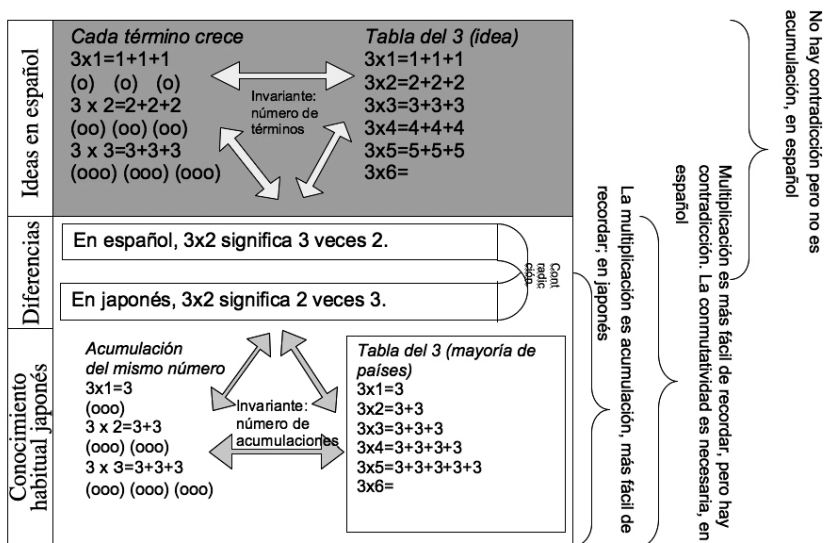 Ideas en español
Cada término crece
3x1=1+1+1
(o) (o) (o)
3 x 2=2+2+2
(oo) (oo) (oo)
3 x 3=3+3+3
(ooo) (ooo) (ooo)
Invariante:
número de
términos
Tabla del 3 (idea)
3x1=1+1+1
3x2=2+2+2
3x3=3+3+3
3x4=4+4+4
3x5=5+5+5
3x6=
Diferencias
En español, 3x2 significa 3 veces 2.
En japonés, 3x2 significa 2 veces 3.
Cont
radic
ción
Conocimiento
habitual japonés
Acumulación
del mismo número
3x1=3
(ooo)
3 x 2=3+3
(ooo) (ooo)
3 x 3=3+3+3
(ooo) (ooo) (ooo)
Invariante:
número de
acumulaciones
Tabla del 3 (mayoría de
países)
3x1=3
3x2=3+3
3x3=3+3+3
3x4=3+3+3+3
3x5=3+3+3+3+3
3x6=
La multiplicación es acumulación, más fácil de
recordar; en japonés
Multiplicación es más fácil de recordar, pero hay
contradicción. La conmutatividad es necesaria, en
español
No hay contradicción pero no es
acumulación, en español